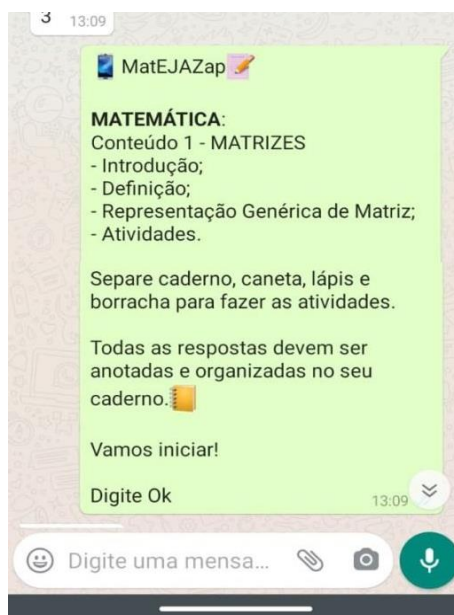 3 13:09
MatEJAZap
MATEMÁTICA:
Conteúdo 1 - MATRIZES
- Introdução;
- Definição;
- Representação Genérica de Matriz;
- Atividades.
Separe caderno, caneta, lápis e
borracha para fazer as atividades.
Todas as respostas devem ser
anotadas e organizadas no seu
caderno.
Vamos iniciar!
Digite Ok
13:09
Digite uma mensa...